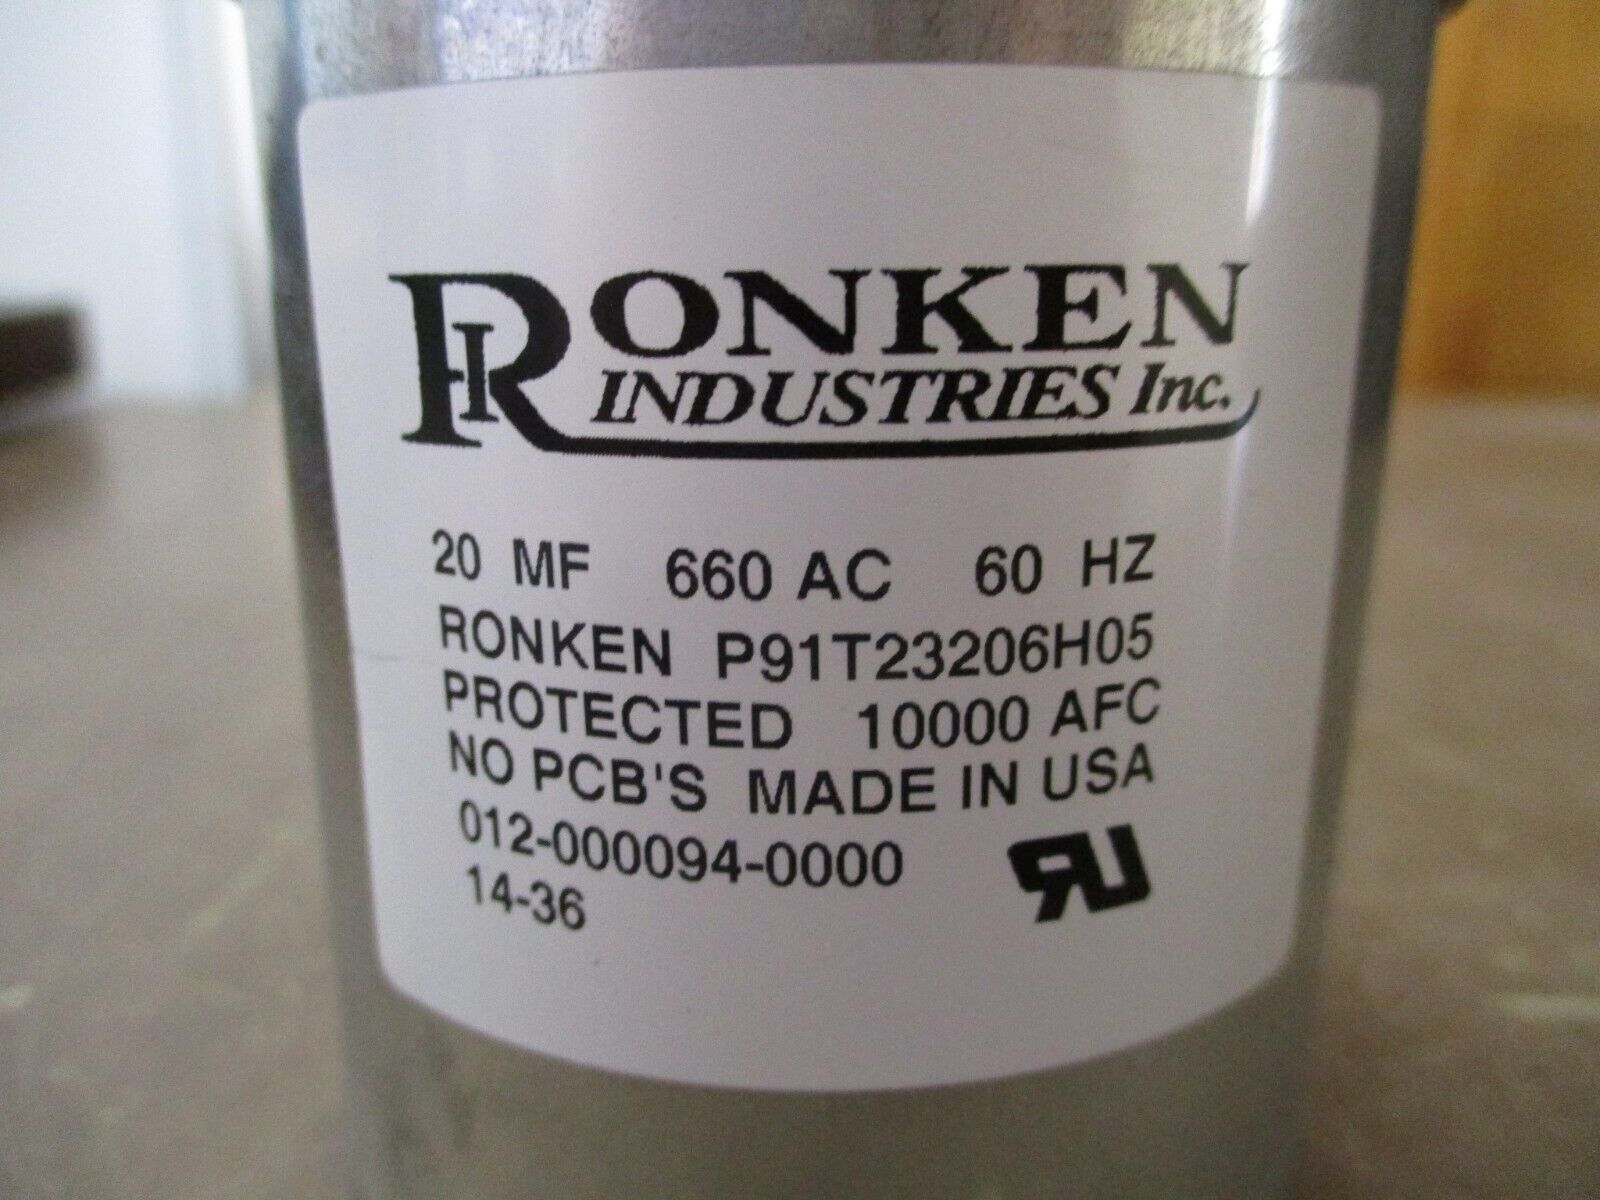 RONKEN
INDUSTRIES Inc.
20 MF 660 AC 60 HZ
RONKEN P91T23206H05
PROTECTED 10000 AFC
NO PCB'S MADE IN USA
012-000094-0000
14-36